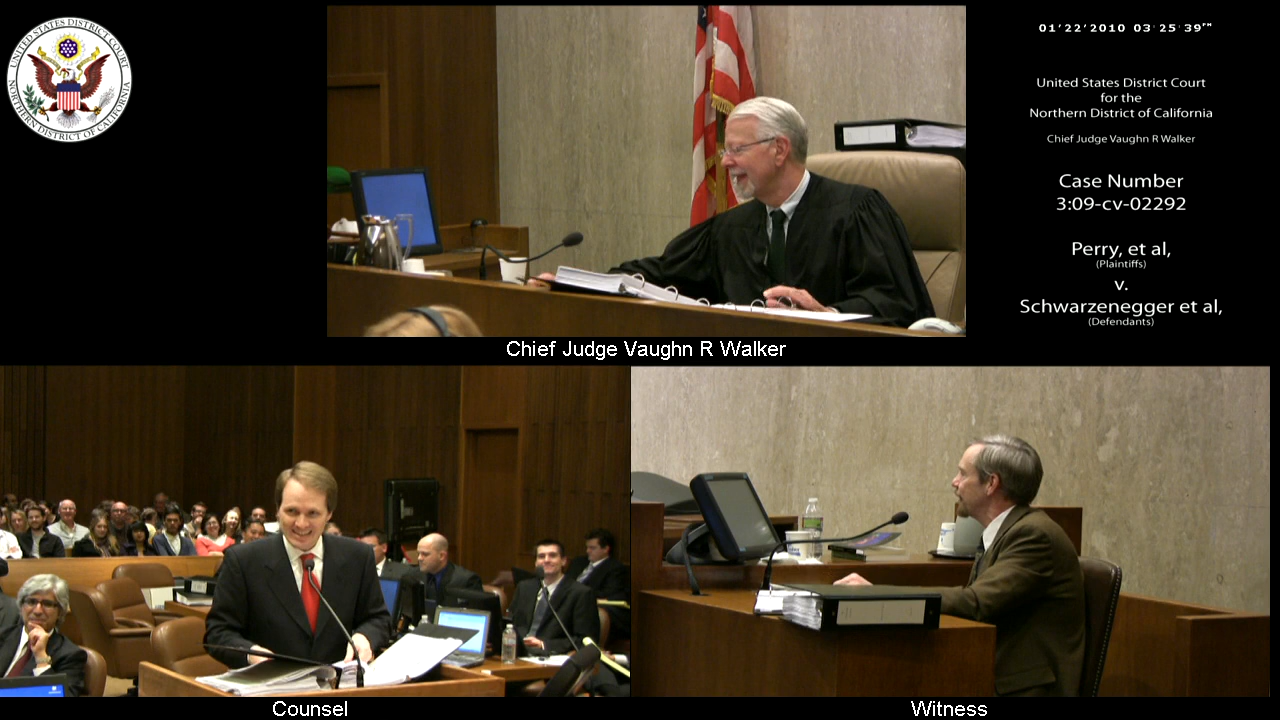 UNITED STATES DISTRICT COURT
NORTHERN DISTRICT OF CALIFORNIA
01'22'2010 03:25:39 PM
United States District Court
for the
Northern District of California
Chief Judge Vaughn R Walker
Case Number
3:09-cv-02292
Perry, et al,
(Plaintiffs)
v.
Schwarzenegger et al,
(Defendants)
Chief Judge Vaughn R Walker
Counsel
Witness